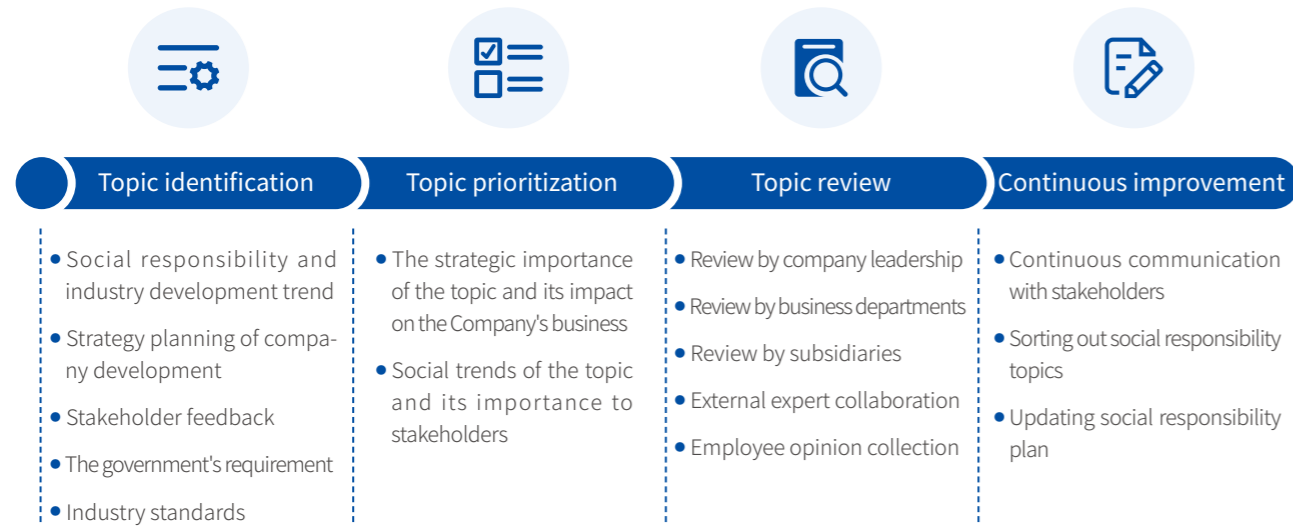 Topic identification
Topic prioritization
Topic review
Continuous improvement
Social responsibility and
industry development trend
Strategy planning of compa-
ny development
Stakeholder feedback
The government's requirement
Industry standards
The strategic importance
of the topic and its impact
on the Company's business
Social trends of the topic
and its importance to
stakeholders
Review by company leadership
Review by business departments
Review by subsidiaries
External expert collaboration
Employee opinion collection
Continuous communication
with stakeholders
Sorting out social responsibility
topics
Updating social responsibility
plan